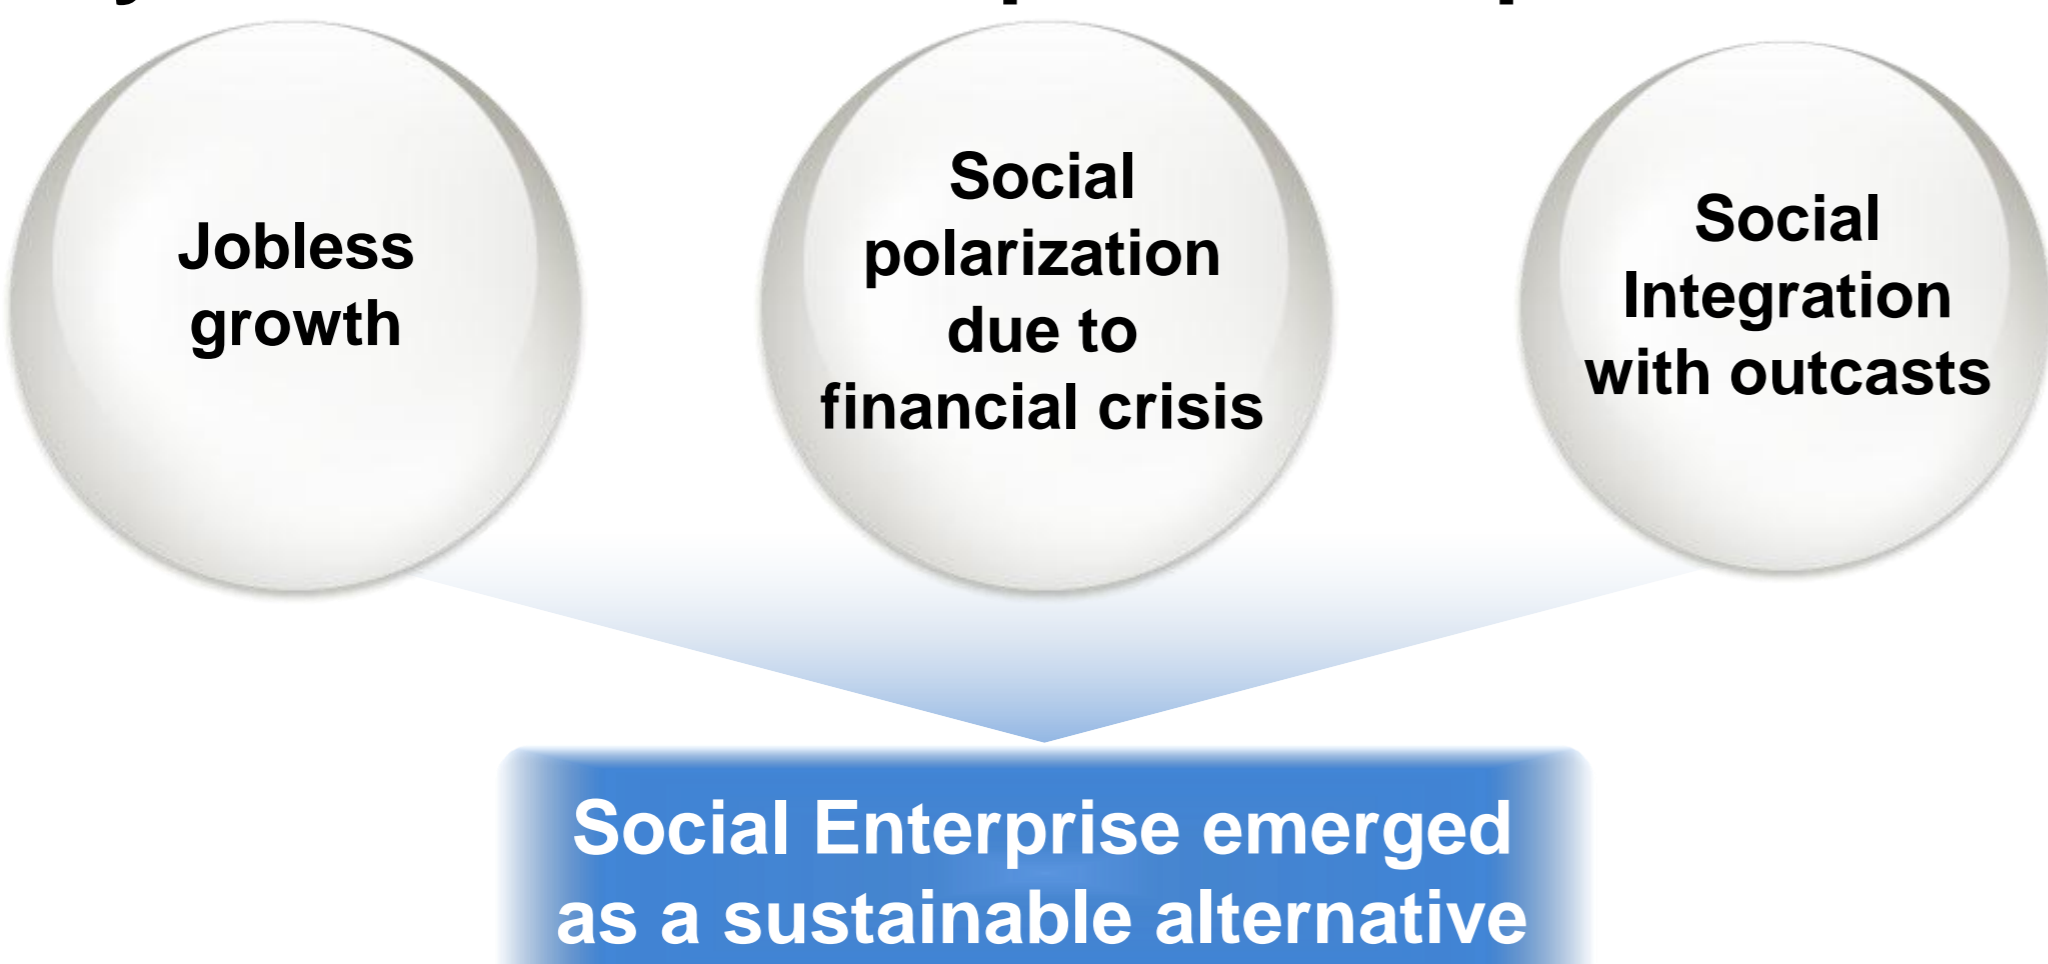 Jobless
growth
Social
polarization
due to
financial crisis
Social
Integration
with outcasts
Social Enterprise emerged
as a sustainable alternative